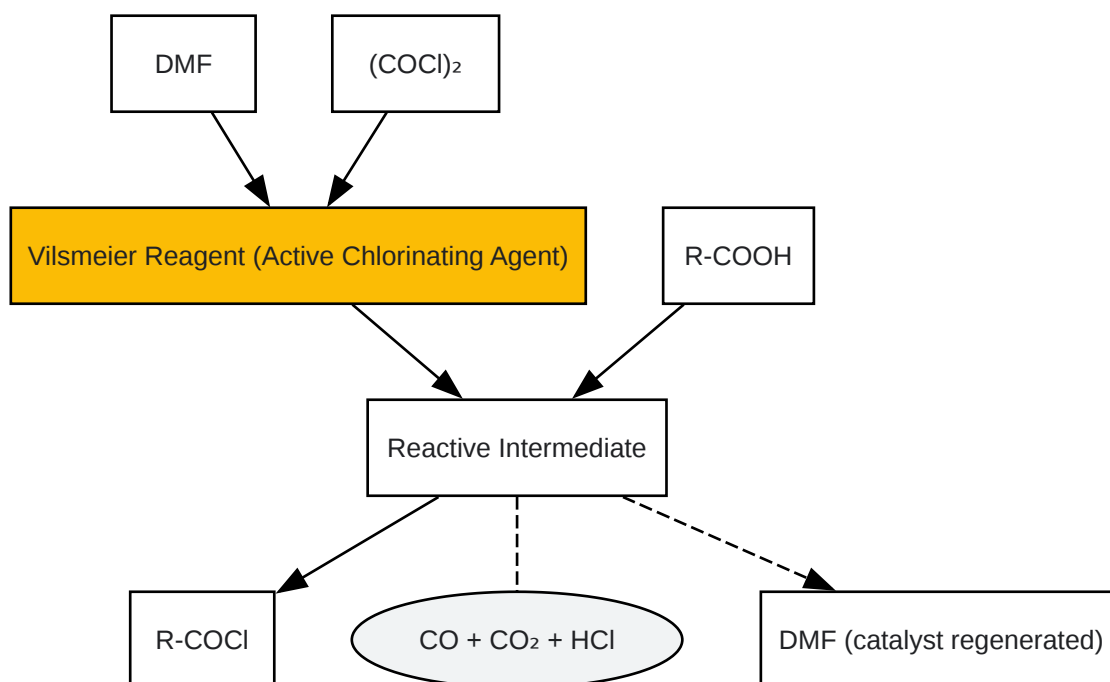 DMF
(COCl)₂
Vilsmeier Reagent (Active Chlorinating Agent)
R-COOH
Reactive Intermediate
R-COCl
CO + CO₂ + HCl
DMF (catalyst regenerated)